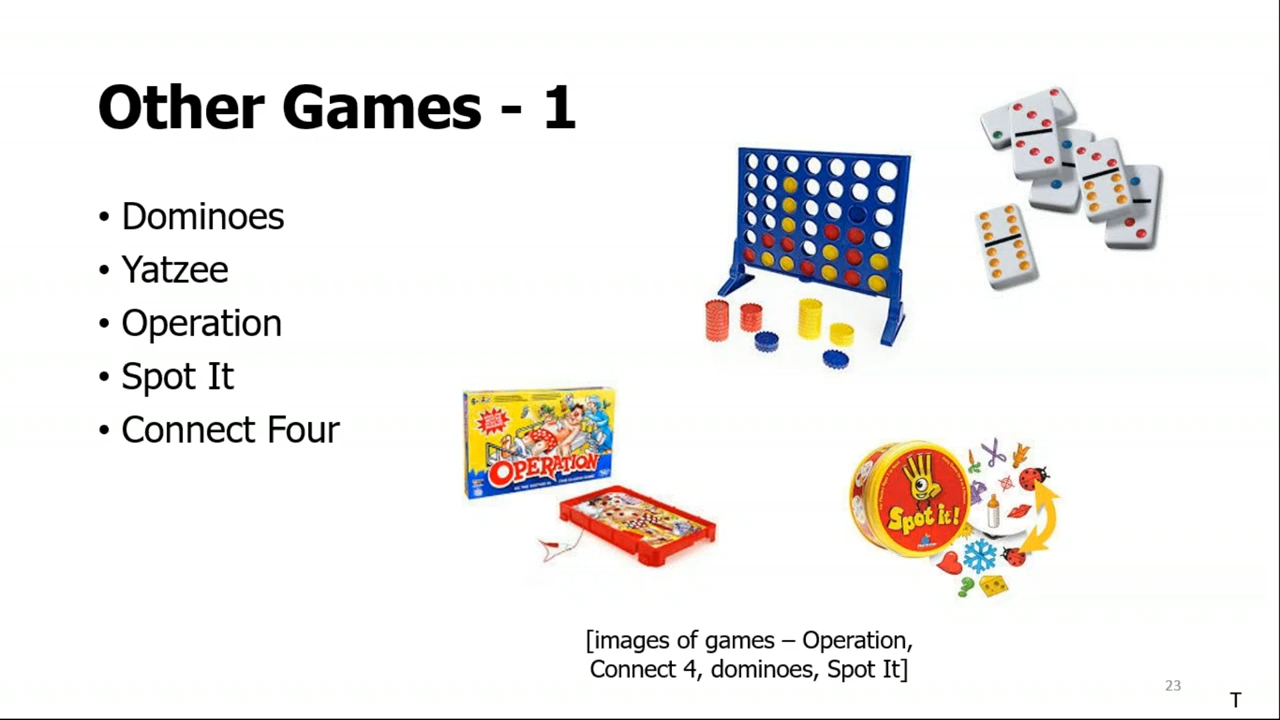 Other Games - 1
• Dominoes
• Yatzee
• Operation
• Spot It
• Connect Four
OPERATION
Spot it!
[images of games – Operation,
Connect 4, dominoes, Spot It]
23
T